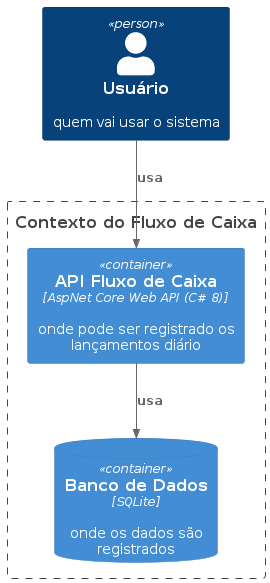 «person»
Usuário
quem vai usar o sistema
usa
Contexto do Fluxo de Caixa
«container»
API Fluxo de Caixa
[AspNet Core Web API (C# 8)]
onde pode ser registrado os
lançamentos diário
usa
«container»
Banco de Dados
[SQLite]
onde os dados são
registrados